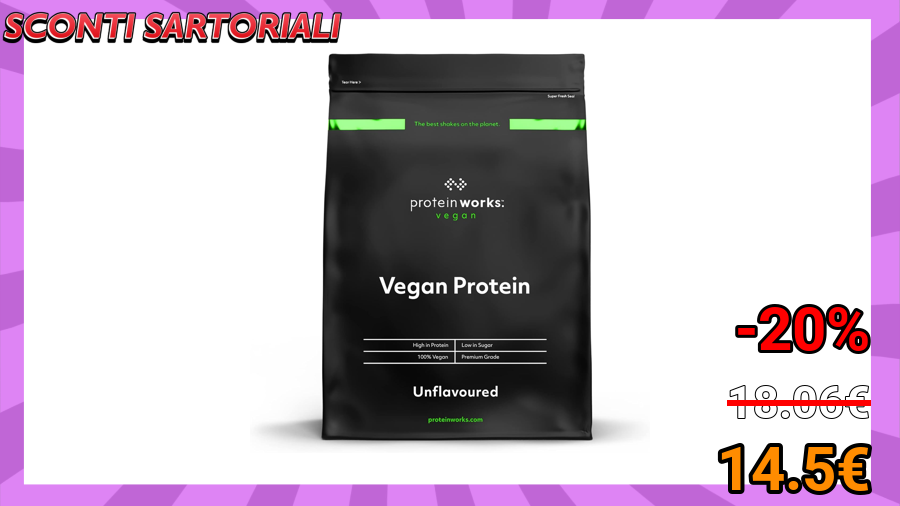 SCONTI SARTORIALI
Tear Here >
Super Fresh Seal
The best shakes on the planet.
protein works:
vegan
Vegan Protein
High in Protein Low in Sugar
100% Vegan Premium Grade
Unflavoured
proteinworks.com
-20%
18.06€
14.5€